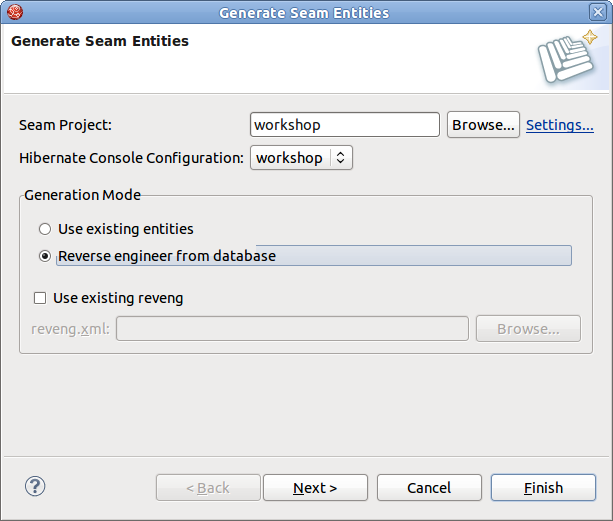 Generate Seam Entities
Generate Seam Entities
Seam Project: workshop Browse... Settings...
Hibernate Console Configuration: workshop
Generation Mode
Use existing entities
Reverse engineer from database
Use existing reveng
reveng.xml: Browse...
? < Back Next > Cancel Finish